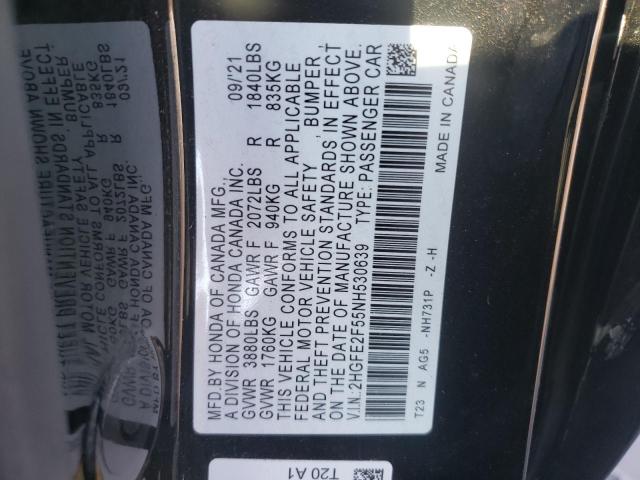 MFD. BY HONDA OF CANADA MFG.,
A DIVISION OF HONDA CANADA INC. 09/'21
GVWR 3880LBS GAWR F 2072LBS R 1840LBS
GVWR 1760KG GAWR F 940KG R 835KG
THIS VEHICLE CONFORMS TO ALL APPLICABLE
FEDERAL MOTOR VEHICLE SAFETY , BUMPER ,
AND THEFT PREVENTION STANDARDS IN EFFECT
ON THE DATE OF MANUFACTURE SHOWN ABOVE.
V.I.N: 2HGFE2F55NH530639 TYPE: PASSENGER CAR
T23 N AG5 -NH731P -Z -H MADE IN CANADA
T20 A1